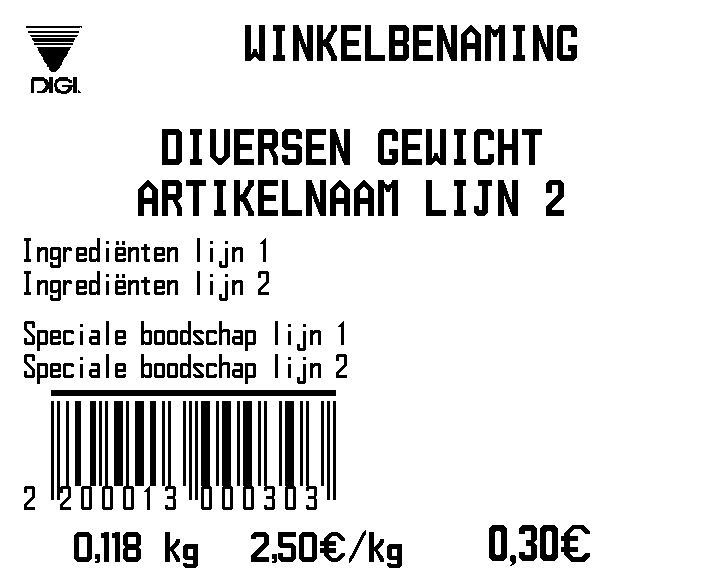 DIGI.
WINKELBENAMING
DIVERSEN GEWICHT
ARTIKELNAAM LIJN 2
Ingrediënten lijn 1
Ingrediënten lijn 2
Speciale boodschap lijn 1
Speciale boodschap lijn 2
2 200013 000303
0,118 kg 2,50€/kg 0,30€